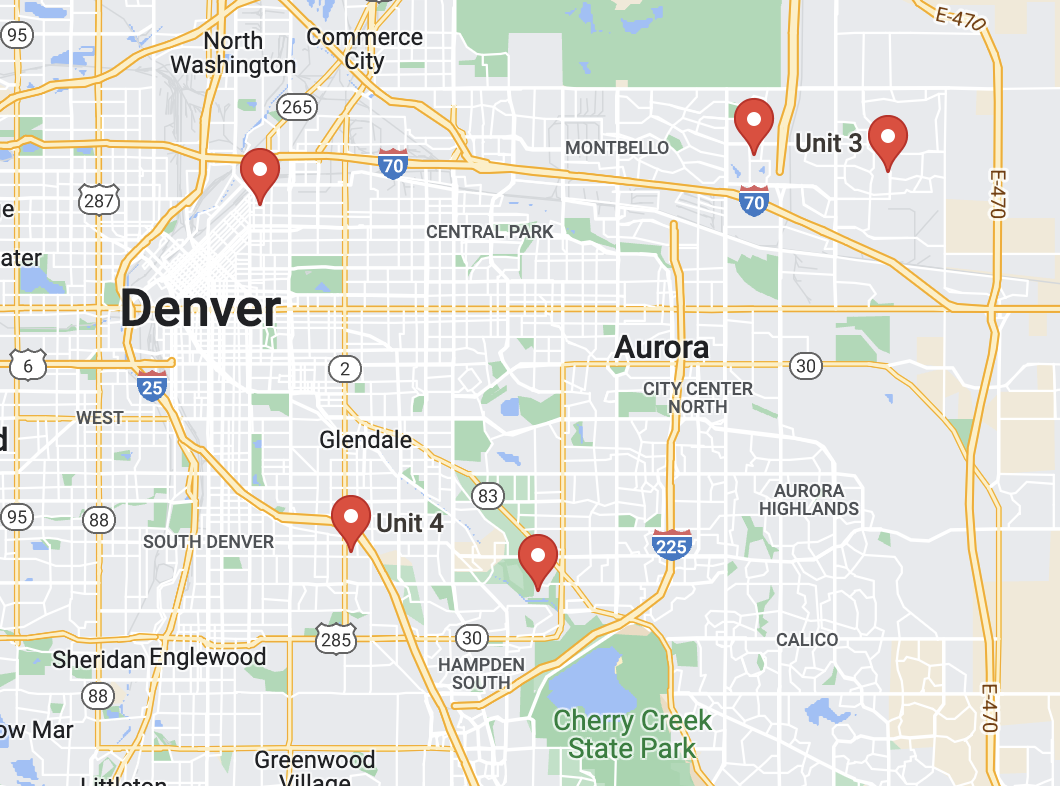 E-470
95
North
Washington
Commerce
City
265
MONTBELLO
Unit 3
70
287
70
E-470
CENTRAL PARK
ater
Denver
Aurora
6
2
30
25
CITY CENTER
NORTH
WEST
Glendale
83
AURORA
HIGHLANDS
95
88
Unit 4
SOUTH DENVER
225
285
30
CALICO
Sheridan
Englewood
HAMPDEN
SOUTH
88
E-470
Cherry Creek
State Park
ow Mar
Greenwood
Village
Littleton